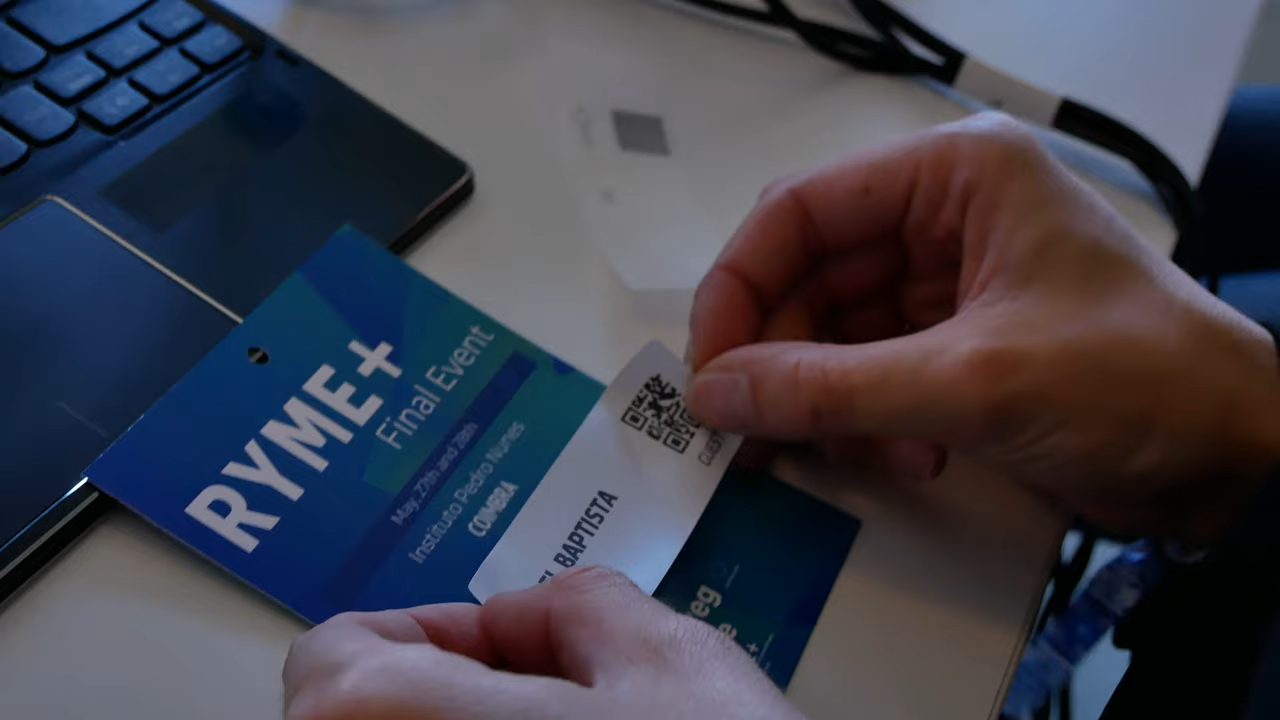 RYME+
Final Event
May, 27th and 28th
Instituto Pedro Nunes
COIMBRA
BAPTISTA